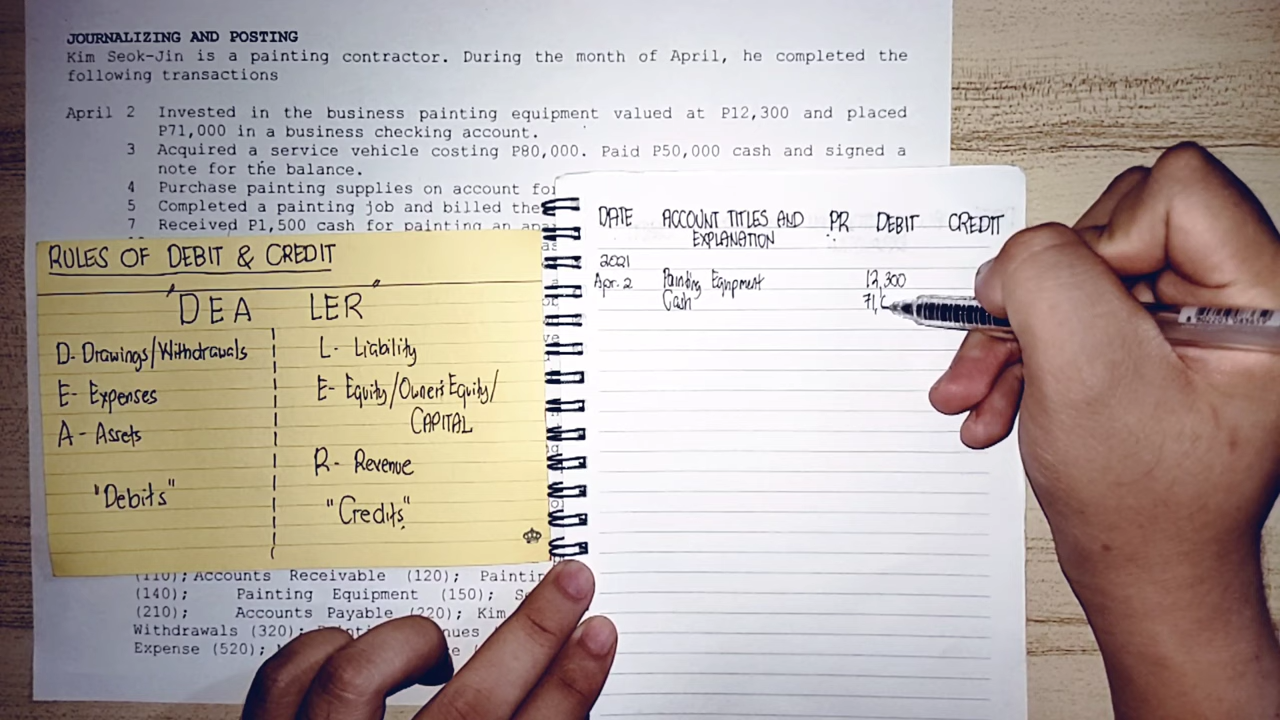 JOURNALIZING AND POSTING
Kim Seok-Jin is a painting contractor. During the month of April, he completed the
following transactions
April 2 Invested in the business painting equipment valued at P12,300 and placed
P71,000 in a business checking account.
3 Acquired a service vehicle costing P80,000. Paid P50,000 cash and signed a
note for the balance.
4 Purchase painting supplies on account for
5 Completed a painting job and billed the
7 Received P1,500 cash for painting an
RULES OF DEBIT & CREDIT
"DEA LER"
D- Drawings/Withdrawals
E- Expenses
A- Assets
"Debits"
L- Liability
E- Equity/Owner's Equity/
CAPITAL
R- Revenue
"Credits"
DATE ACCOUNT TITLES AND PR DEBIT CREDIT
EXPLANATION
2021
Apr. 2 Painting Equipment 12,300
Cash 71,
(110); Accounts Receivable (120);
(140); Painting Equipment (150);
(210); Accounts Payable (220); Kim
Withdrawals (320);
Expense (520);